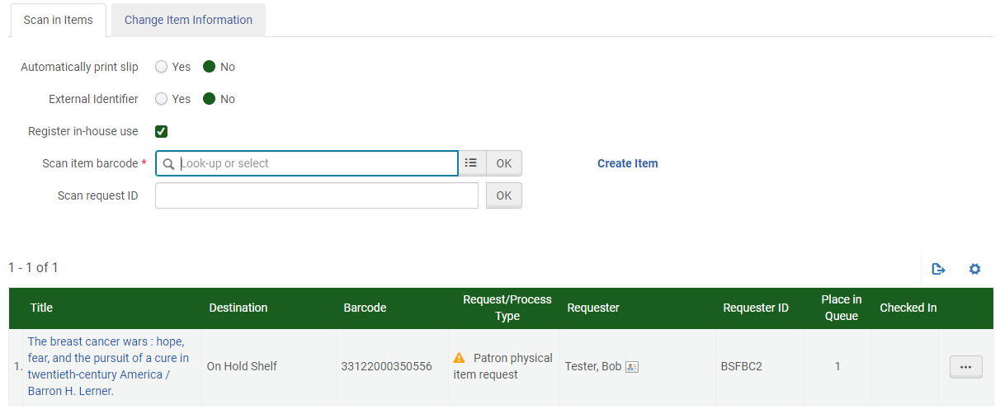 Scan in Items Change Item Information
Automatically print slip Yes No
External Identifier Yes No
Register in-house use
Scan item barcode * Look-up or select OK Create Item
Scan request ID OK
1 - 1 of 1
Title Destination Barcode Request/Process Type Requester Requester ID Place in Queue Checked In
1. The breast cancer wars : hope,
fear, and the pursuit of a cure in
twentieth-century America /
Barron H. Lerner.
On Hold Shelf
33122000350556
Patron physical
item request
Tester, Bob
BSFBC2
1